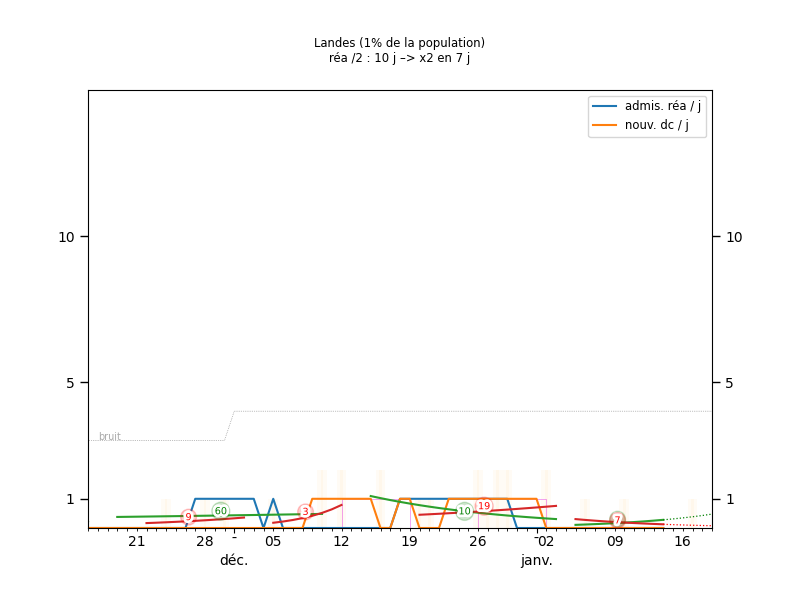 Landes (1% de la population)
réa /2 : 10 j –> x2 en 7 j
admis. réa / j
nouv. dc / j
10 10
5 5
bruit
1 1
9 60 3 10 19 7
21 28 - 05 12 19 26 - 02 09 16
déc. janv.